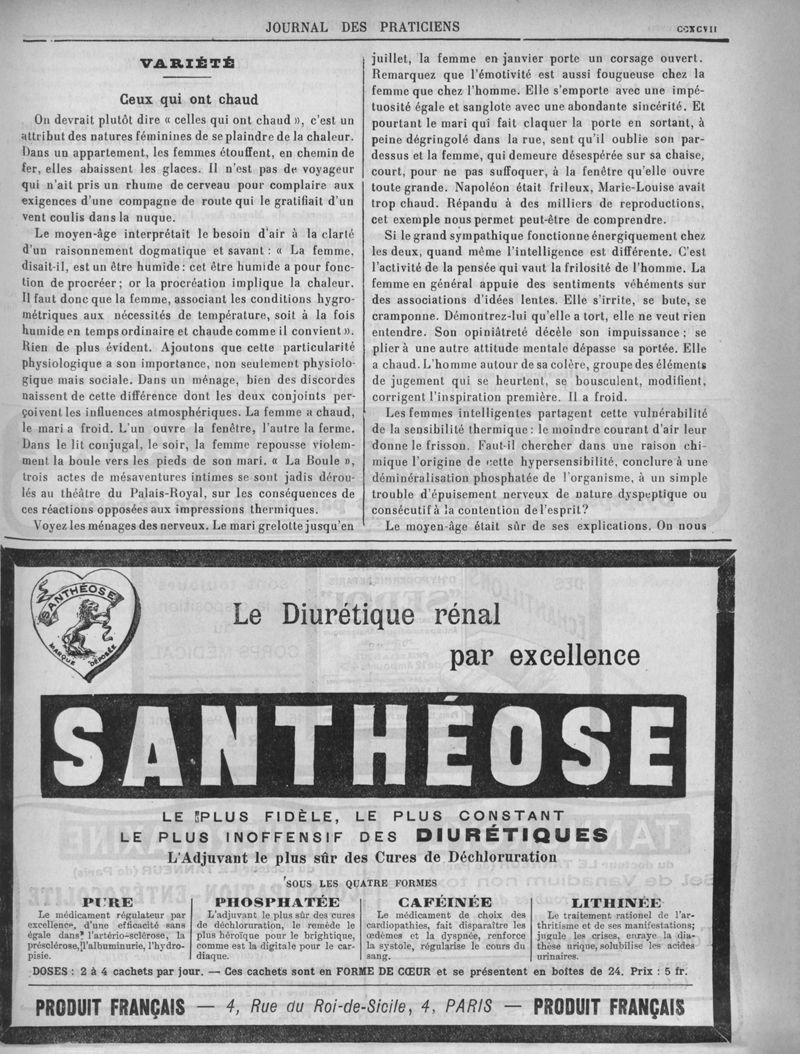 JOURNAL DES PRATICIENS
CCXCVII
VARIÉTÉ
Ceux qui ont chaud
On devrait plutôt dire « celles qui ont chaud », c'est un
attribut des natures féminines de se plaindre de la chaleur.
Dans un appartement, les femmes étouffent, en chemin de
fer, elles abaissent les glaces. Il n'est pas de voyageur
qui n'ait pris un rhume de cerveau pour complaire aux
exigences d'une compagne de route qui le gratifiait d'un
vent coulis dans la nuque.
Le moyen-âge interprétait le besoin d'air à la clarté
d'un raisonnement dogmatique et savant : « La femme,
disait-il, est un être humide : cet être humide a pour fonc-
tion de procréer ; or la procréation implique la chaleur.
Il faut donc que la femme, associant les conditions hygro-
métriques aux nécessités de température, soit à la fois
humide en temps ordinaire et chaude comme il convient ».
Rien de plus évident. Ajoutons que cette particularité
physiologique a son importance, non seulement physiolo-
gique mais sociale. Dans un ménage, bien des discordes
naissent de cette différence dont les deux conjoints per-
çoivent les influences atmosphériques. La femme a chaud,
le mari a froid. L'un ouvre la fenêtre, l'autre la ferme.
Dans le lit conjugal, le soir, la femme repousse violem-
ment la boule vers les pieds de son mari. « La Boule »,
trois actes de mésaventures intimes se sont jadis dérou-
lés au théâtre du Palais-Royal, sur les conséquences de
ces réactions opposées aux impressions thermiques.
Voyez les ménages des nerveux. Le mari grelotte jusqu'en
juillet, la femme en janvier porte un corsage ouvert.
Remarquez que l'émotivité est aussi fougueuse chez la
femme que chez l'homme. Elle s'emporte avec une impé-
tuosité égale et sanglote avec une abondante sincérité. Et
pourtant le mari qui fait claquer la porte en sortant, à
peine dégringolé dans la rue, sent qu'il oublie son par-
dessus et la femme, qui demeure désespérée sur sa chaise,
court, pour ne pas suffoquer, à la fenêtre qu'elle ouvre
toute grande. Napoléon était frileux, Marie-Louise avait
trop chaud. Répandu à des milliers de reproductions,
cet exemple nous permet peut-être de comprendre.
Si le grand sympathique fonctionne énergiquement chez
les deux, quand même l'intelligence est différente. C'est
l'activité de la pensée qui vaut la frilosité de l'homme. La
femme en général appuie des sentiments véhéments sur
des associations d'idées lentes. Elle s'irrite, se bute, se
cramponne. Démontrez-lui qu'elle a tort, elle ne veut rien
entendre. Son opiniâtreté décèle son impuissance ; se
plier à une autre attitude mentale dépasse sa portée. Elle
a chaud. L'homme autour de sa colère, groupe des éléments
de jugement qui se heurtent, se bousculent, modifient,
corrigent l'inspiration première. Il a froid.
Les femmes intelligentes partagent cette vulnérabilité
de la sensibilité thermique : le moindre courant d'air leur
donne le frisson. Faut-il chercher dans une raison chi-
mique l'origine de cette hypersensibilité, conclure à une
déminéralisation phosphatée de l'organisme, à un simple
trouble d'épuisement nerveux de nature dyspeptique ou
consécutif à la contention de l'esprit ?
Le moyen-âge était sûr de ses explications. On nous
SANTHÉOSE
MARQUE DÉPOSÉE
Le Diurétique rénal
par excellence
SANTHÉOSE
LE PLUS FIDÈLE, LE PLUS CONSTANT
LE PLUS INOFFENSIF DES DIURÉTIQUES
L'Adjuvant le plus sûr des Cures de Déchloruration
SOUS LES QUATRE FORMES
PURE
Le médicament régulateur par
excellence, d'une efficacité sans
égale dans l'artério-sclérose, la
présclérose, l'albuminurie, l'hydro-
pisie.
PHOSPHATÉE
L'adjuvant le plus sûr des cures
de déchloruration, le remède le
plus héroïque pour le brightique,
comme est la digitale pour le car-
diaque.
CAFÉINÉE
Le médicament de choix des
cardiopathies, fait disparaître les
œdèmes et la dyspnée, renforce
la systole, régularise le cours du
sang.
LITHINÉE
Le traitement rationel de l'ar-
thritisme et de ses manifestations;
jugule les crises, enraye la dia-
thèse urique, solubilise les acides
urinaires.
DOSES : 2 à 4 cachets par jour. — Ces cachets sont en FORME DE CŒUR et se présentent en boîtes de 24. Prix : 5 fr.
PRODUIT FRANÇAIS — 4, Rue du Roi-de-Sicile, 4, PARIS — PRODUIT FRANÇAIS